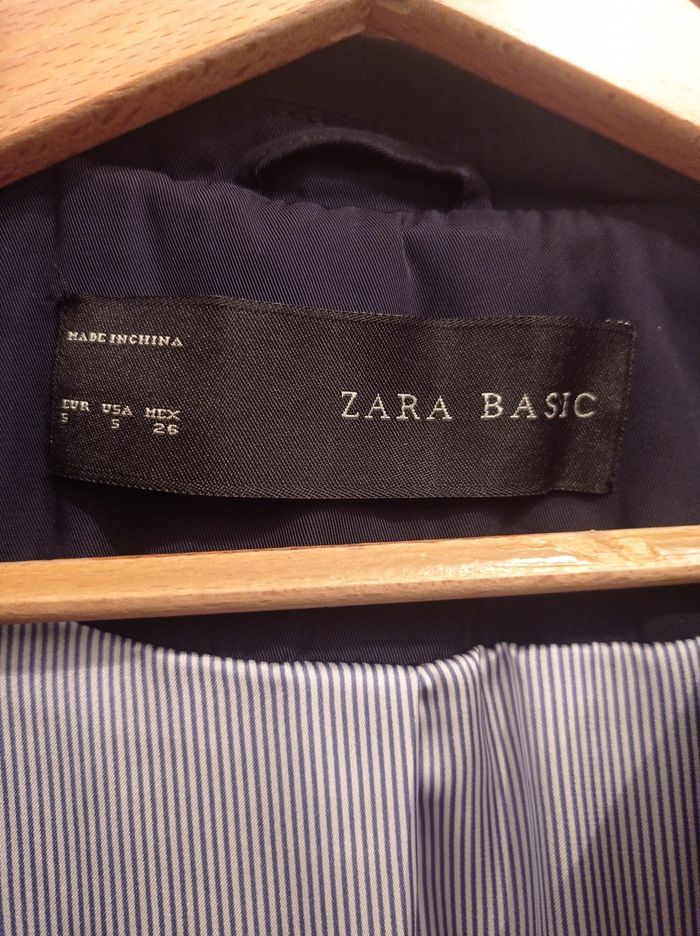 MADE IN CHINA
EUR USA MEX
S S 26
ZARA BASIC